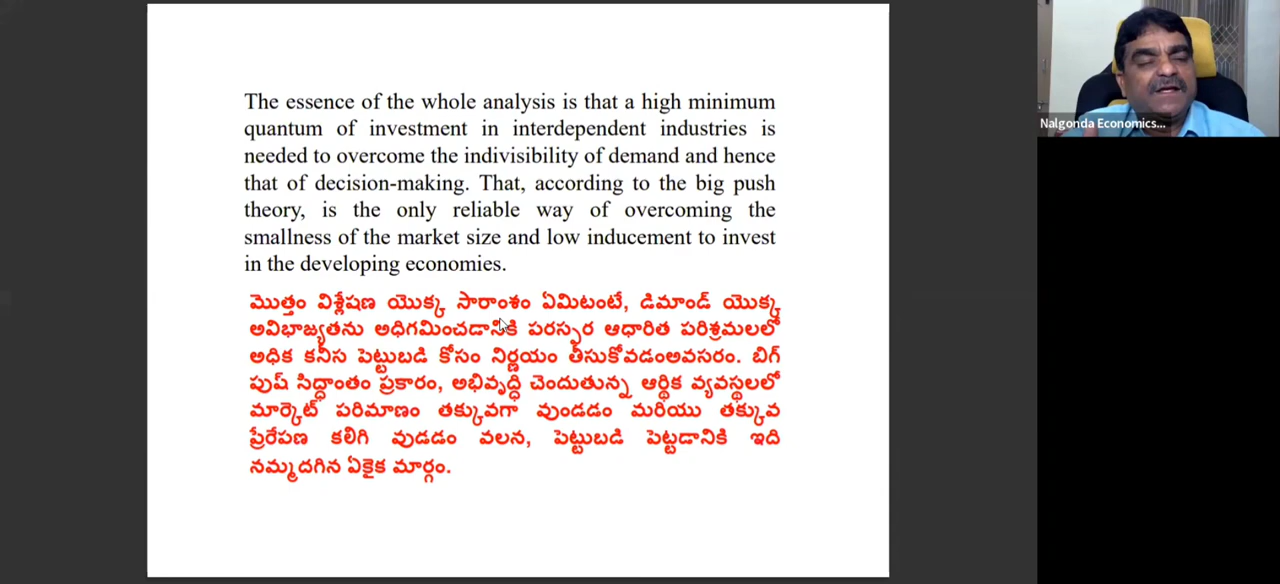 The essence of the whole analysis is that a high minimum
quantum of investment in interdependent industries is
needed to overcome the indivisibility of demand and hence
that of decision-making. That, according to the big push
theory, is the only reliable way of overcoming the
smallness of the market size and low inducement to invest
in the developing economies.
మొత్తం విశ్లేషణ యొక్క సారాంశం ఏమిటంటే, డిమాండ్ యొక్క
అవిభాజ్యతను అధిగమించడానికి పరస్పర ఆధారిత పరిశ్రమలలో
అధిక కనీస పెట్టుబడి కోసం నిర్ణయం తీసుకోవడంఅవసరం. బిగ్
పుష్ సిద్ధాంతం ప్రకారం, అభివృద్ధి చెందుతున్న ఆర్థిక వ్యవస్థలలో
మార్కెట్ పరిమాణం తక్కువగా వుండడం మరియు తక్కువ
ప్రేరేపణ కలిగి వుడడం వలన, పెట్టుబడి పెట్టడానికి ఇది
నమ్మదగిన ఏకైక మార్గం.
Nalgonda Economics...